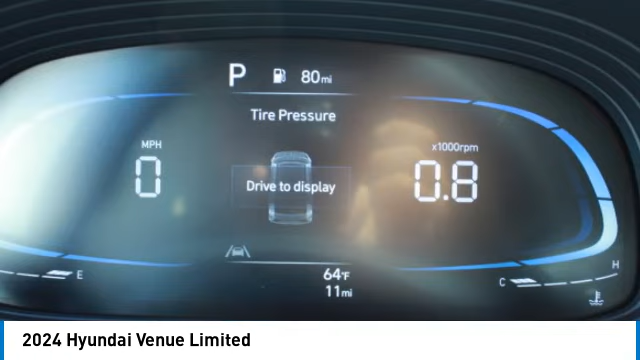 P 80mi
Tire Pressure
MPH x1000rpm
0 Drive to display 0.8
E 64°F C H
11mi
2024 Hyundai Venue Limited